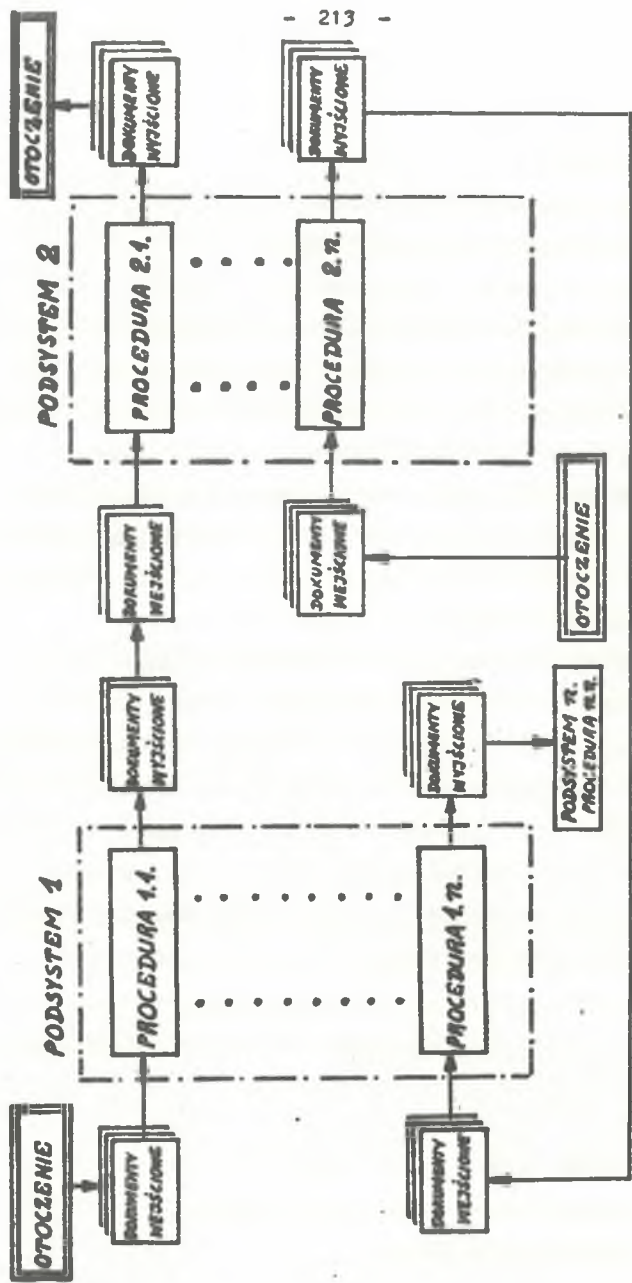 - 213 -
OTOCZENIE
DOKUMENTY
WEJŚCIOWE
PODSYSTEM 1
PROCEDURA 1.1.
DOKUMENTY
WYJŚCIOWE
DOKUMENTY
WEJŚCIOWE
PODSYSTEM 2
PROCEDURA 2.1.
DOKUMENTY
WYJŚCIOWE
OTOCZENIE
DOKUMENTY
WEJŚCIOWE
PROCEDURA 1.n.
DOKUMENTY
WYJŚCIOWE
PODSYSTEM n.
PROCEDURA n.n.
DOKUMENTY
WEJŚCIOWE
OTOCZENIE
PROCEDURA 2.n.
DOKUMENTY
WYJŚCIOWE